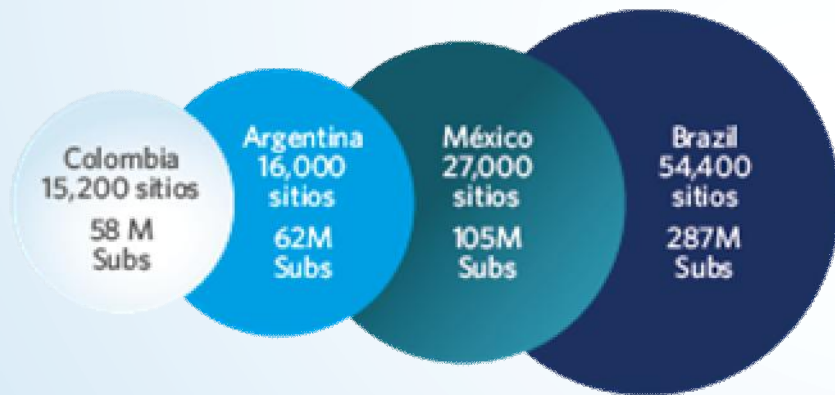 Colombia
15,200 sitios
58 M
Subs
Argentina
16,000
sitios
62M
Subs
México
27,000
sitios
105M
Subs
Brazil
54,400
sitios
287M
Subs